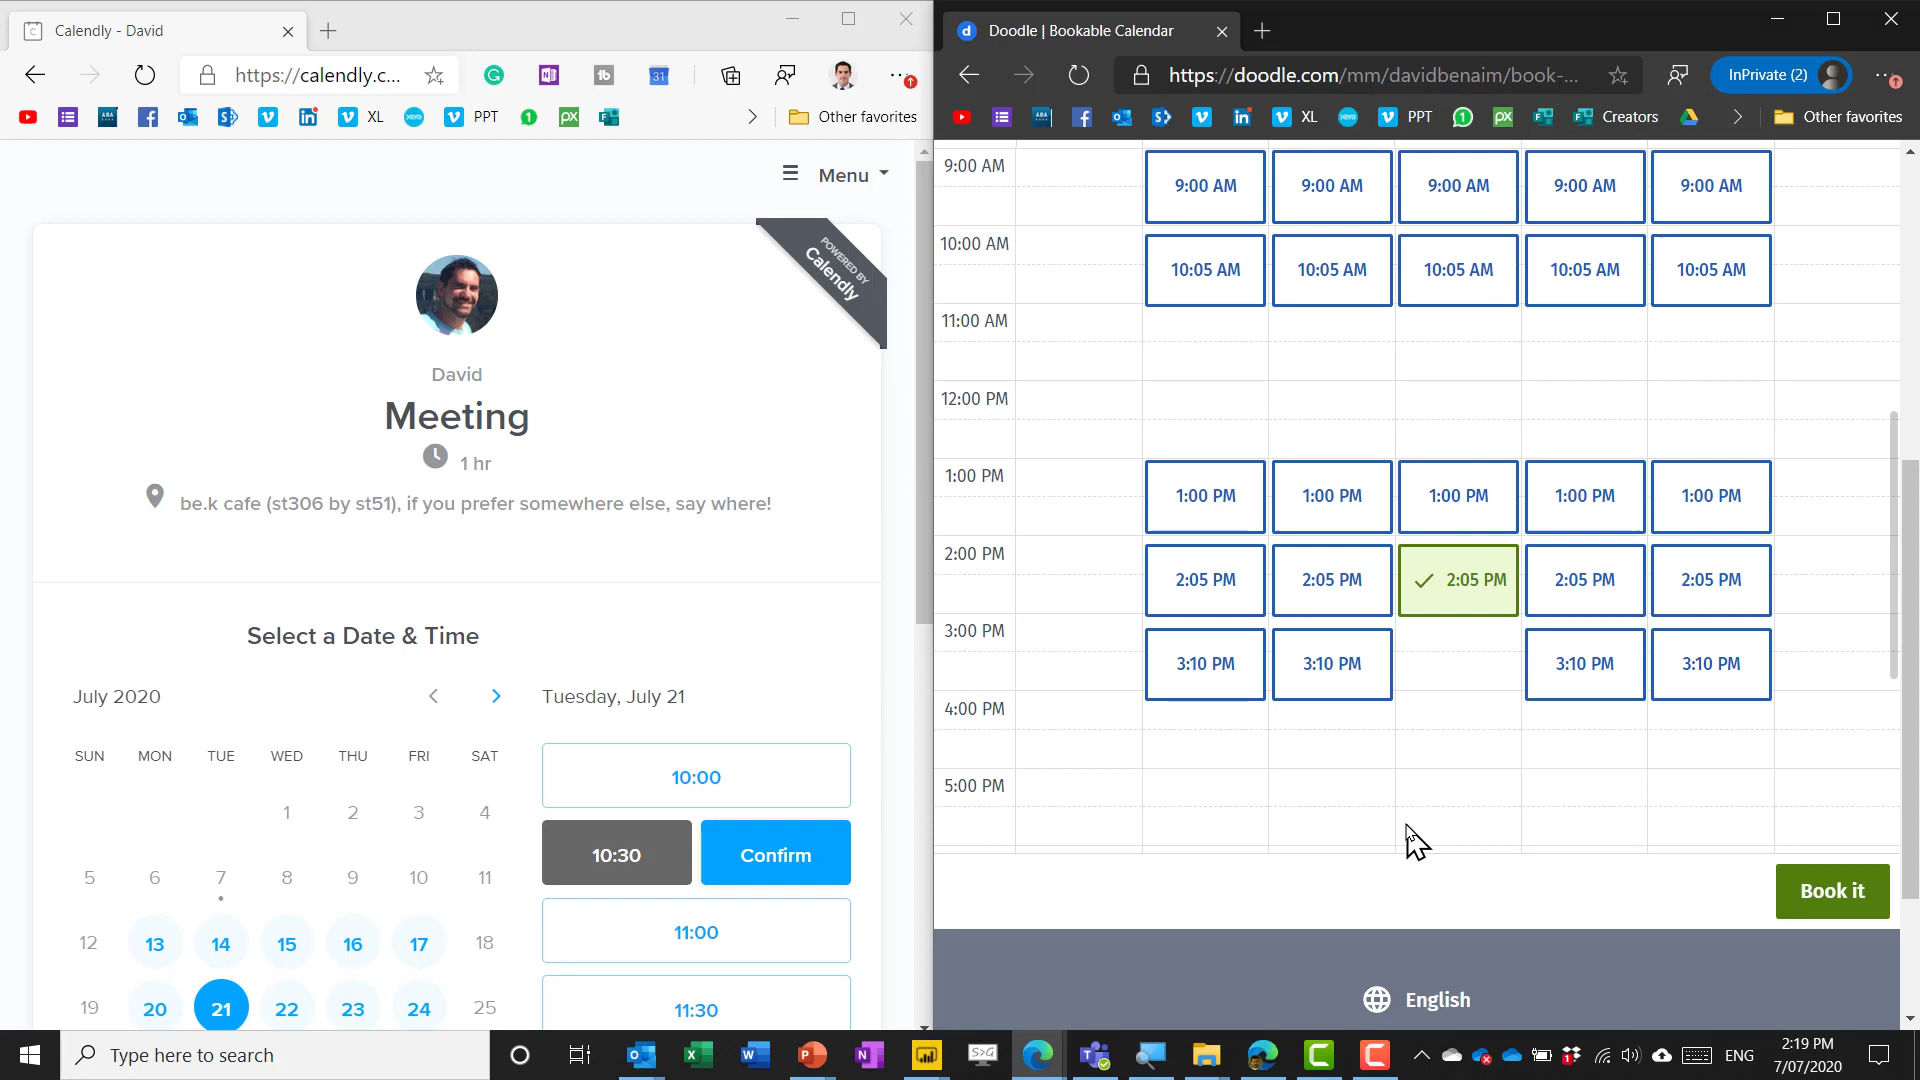 Calendly - David
https://calendly.c...
XL
PPT
Other favorites
Menu
POWERED BY
Calendly
David
Meeting
1 hr
be.k cafe (st306 by st51), if you prefer somewhere else, say where!
Select a Date & Time
July 2020
Tuesday, July 21
SUN MON TUE WED THU FRI SAT
1 2 3 4
5 6 7 8 9 10 11
12 13 14 15 16 17 18
19 20 21 22 23 24 25
10:00
10:30 Confirm
11:00
11:30
Doodle | Bookable Calendar
https://doodle.com/mm/davidbenaim/book-...
InPrivate (2)
XL
PPT
Creators
Other favorites
9:00 AM 9:00 AM 9:00 AM 9:00 AM 9:00 AM 9:00 AM
10:00 AM 10:05 AM 10:05 AM 10:05 AM 10:05 AM 10:05 AM
11:00 AM
12:00 PM
1:00 PM 1:00 PM 1:00 PM 1:00 PM 1:00 PM 1:00 PM
2:00 PM 2:05 PM 2:05 PM 2:05 PM 2:05 PM 2:05 PM
3:00 PM 3:10 PM 3:10 PM 3:10 PM 3:10 PM
4:00 PM
5:00 PM
Book it
English
Type here to search
ENG
2:19 PM
7/07/2020